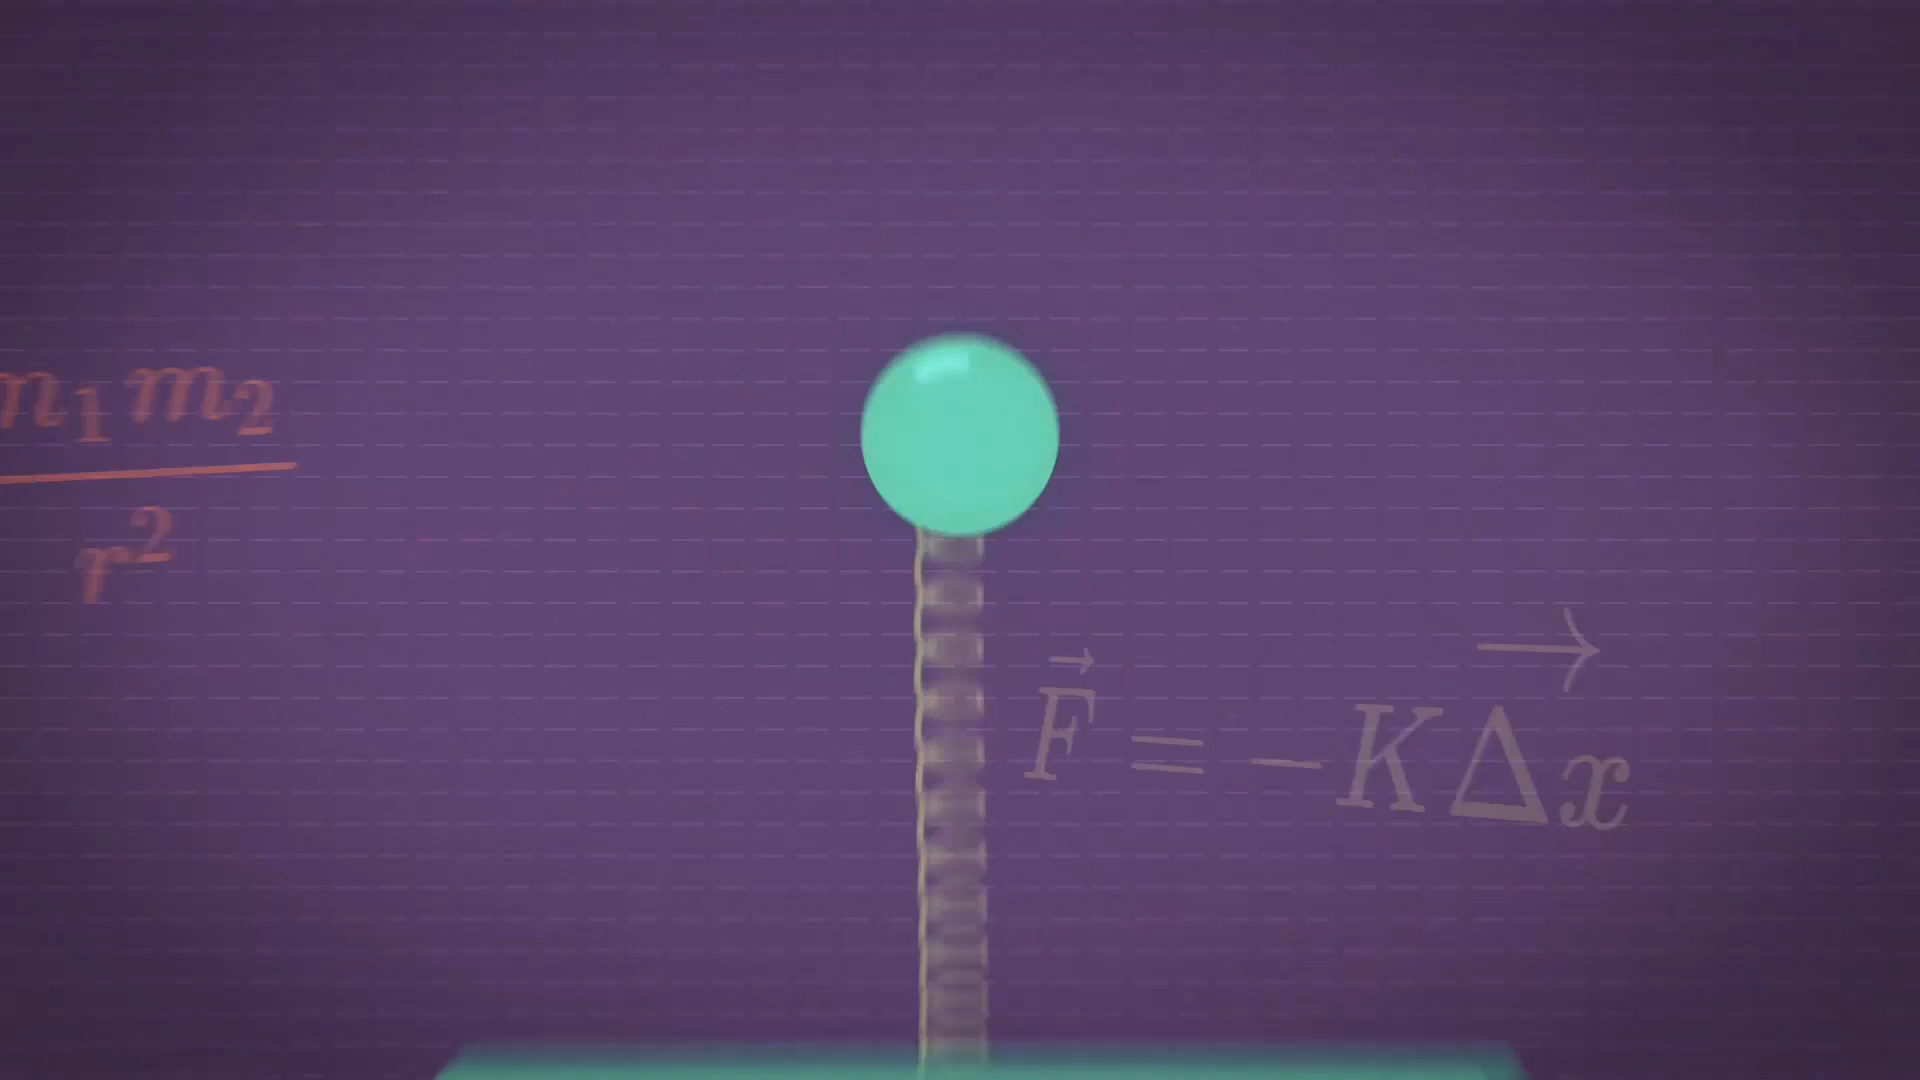 m₁m₂
r²
F⃗ = −KΔx⃗